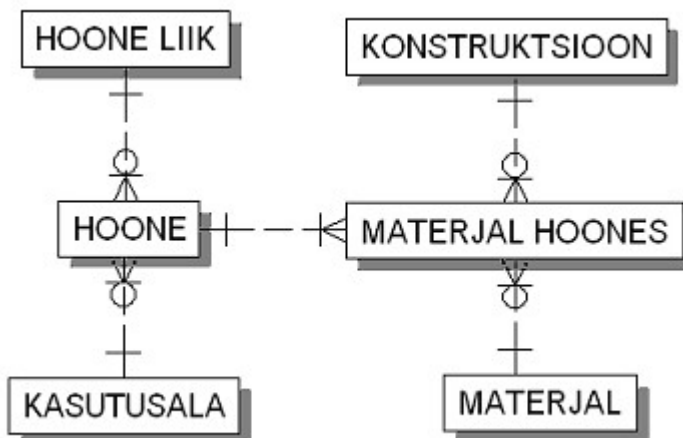 HOONE LIIK
KONSTRUKTSIOON
HOONE
MATERJAL HOONES
KASUTUSALA
MATERJAL